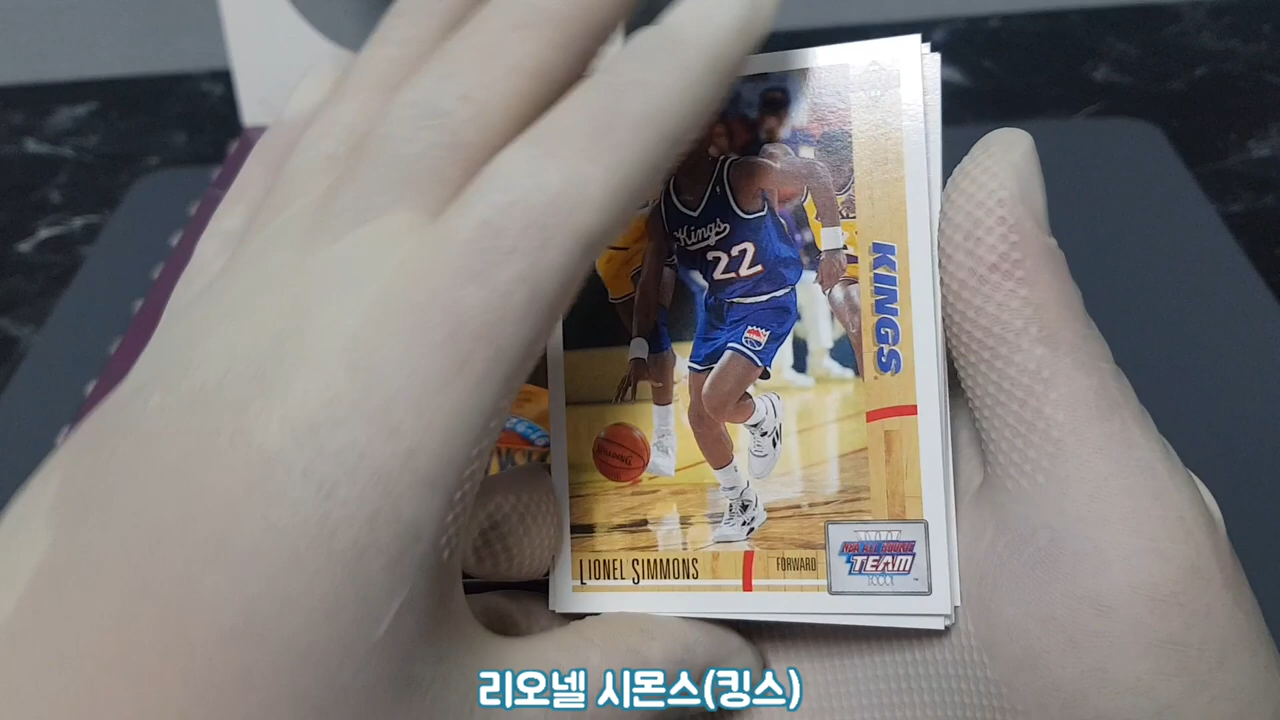 Kings
22
KINGS
LIONEL SIMMONS
FORWARD
NBA ALL ROOKIE
TEAM
리오넬 시몬스(킹스)